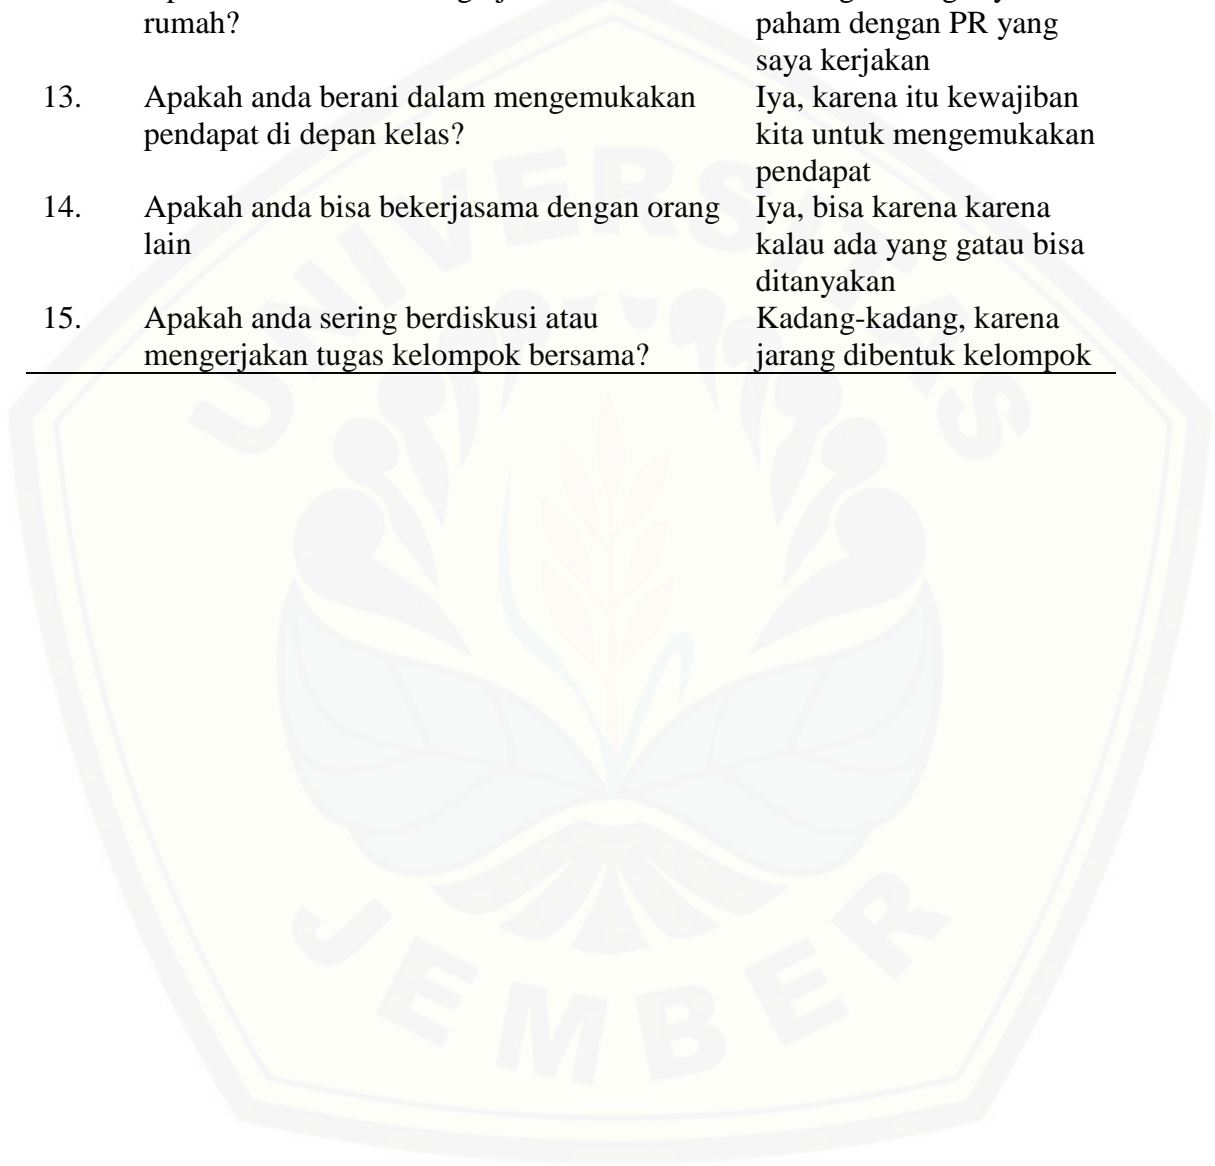 rumah? paham dengan PR yang
saya kerjakan
13. Apakah anda berani dalam mengemukakan Iya, karena itu kewajiban
pendapat di depan kelas? kita untuk mengemukakan
pendapat
14. Apakah anda bisa bekerjasama dengan orang Iya, bisa karena karena
lain kalau ada yang gatau bisa
ditanyakan
15. Apakah anda sering berdiskusi atau Kadang-kadang, karena
mengerjakan tugas kelompok bersama? jarang dibentuk kelompok
UNIVERSITAS
JEMBER